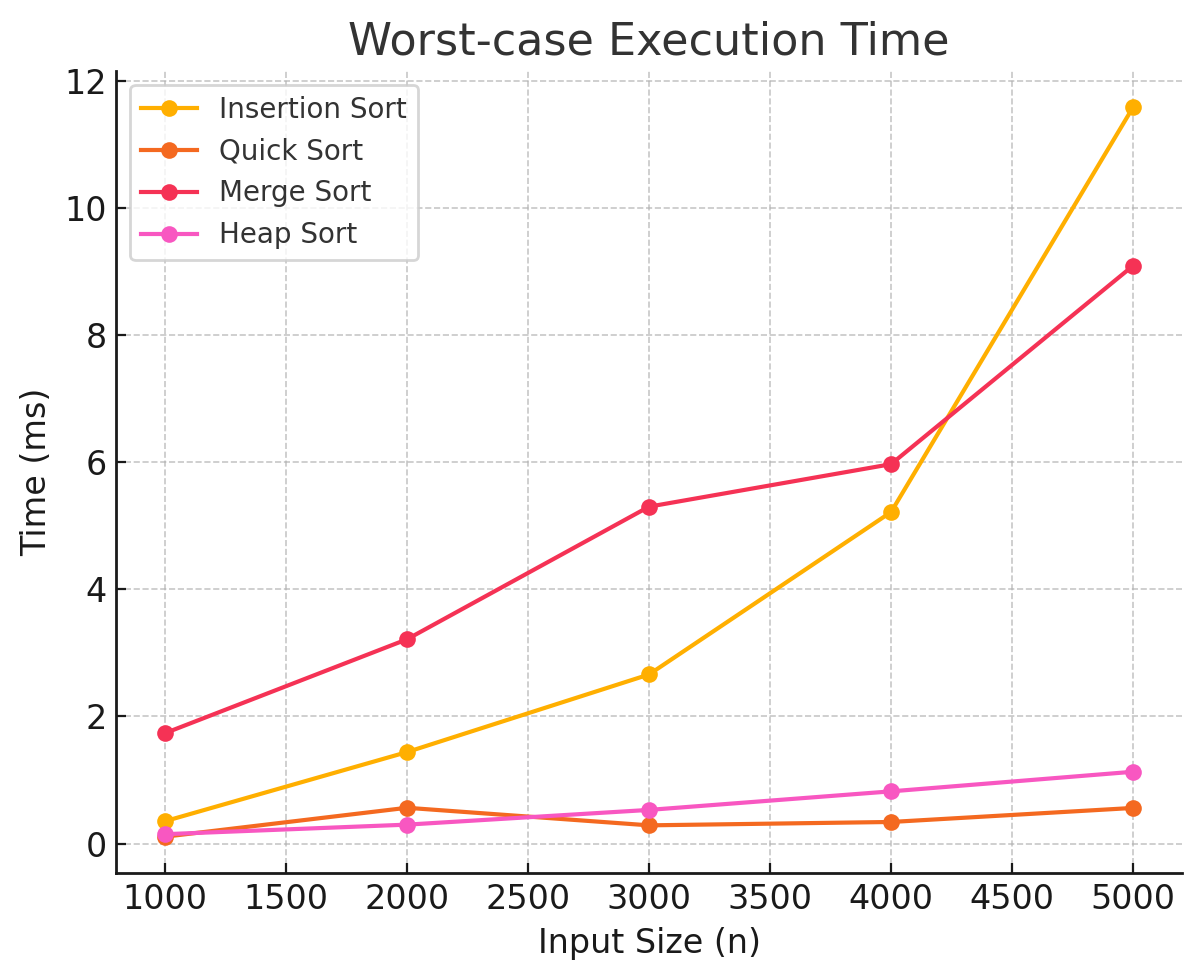 Worst-case Execution Time
12
10
8
6
4
2
0
Time (ms)
Insertion Sort
Quick Sort
Merge Sort
Heap Sort
1000 1500 2000 2500 3000 3500 4000 4500 5000
Input Size (n)